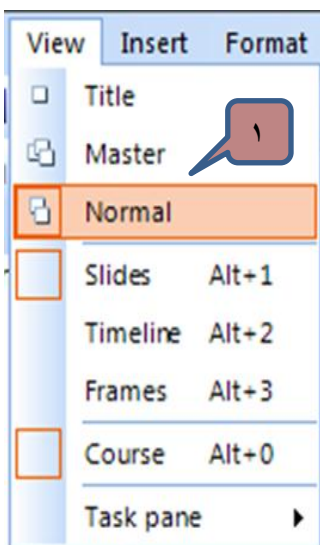 View Insert Format
Title
١
Master
Normal
Slides Alt+1
Timeline Alt+2
Frames Alt+3
Course Alt+0
Task pane